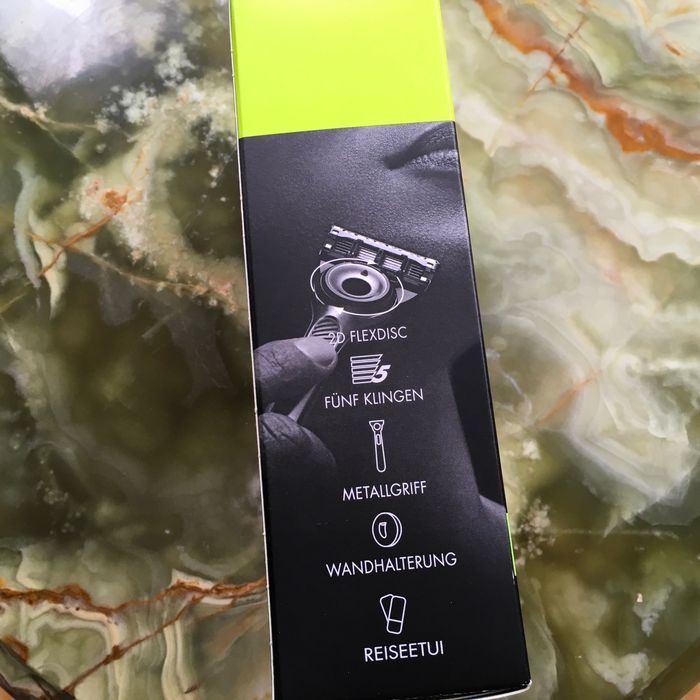 2D FLEXDISC
5
FÜNF KLINGEN
METALLGRIFF
WANDHALTERUNG
REISEETUI